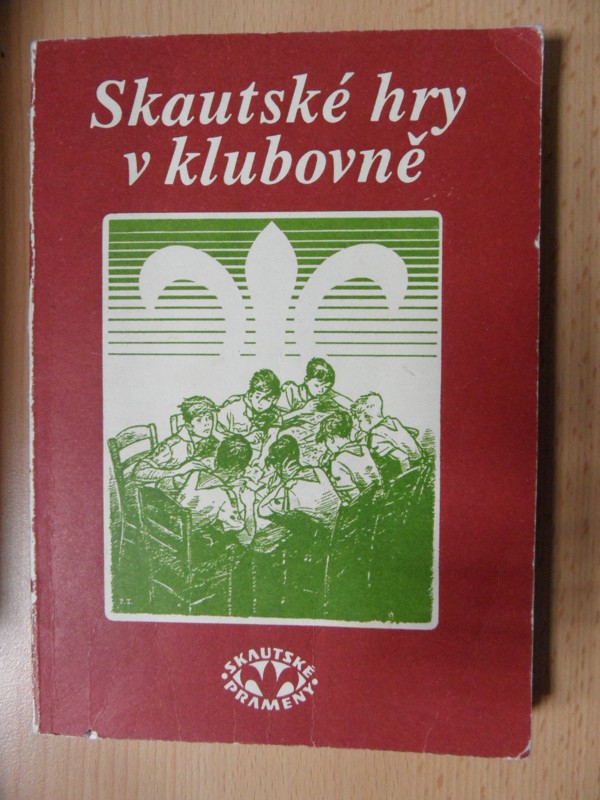 Skautské hry
v klubovně
Z.I.
SKAUTSKÉ
PRAMENY